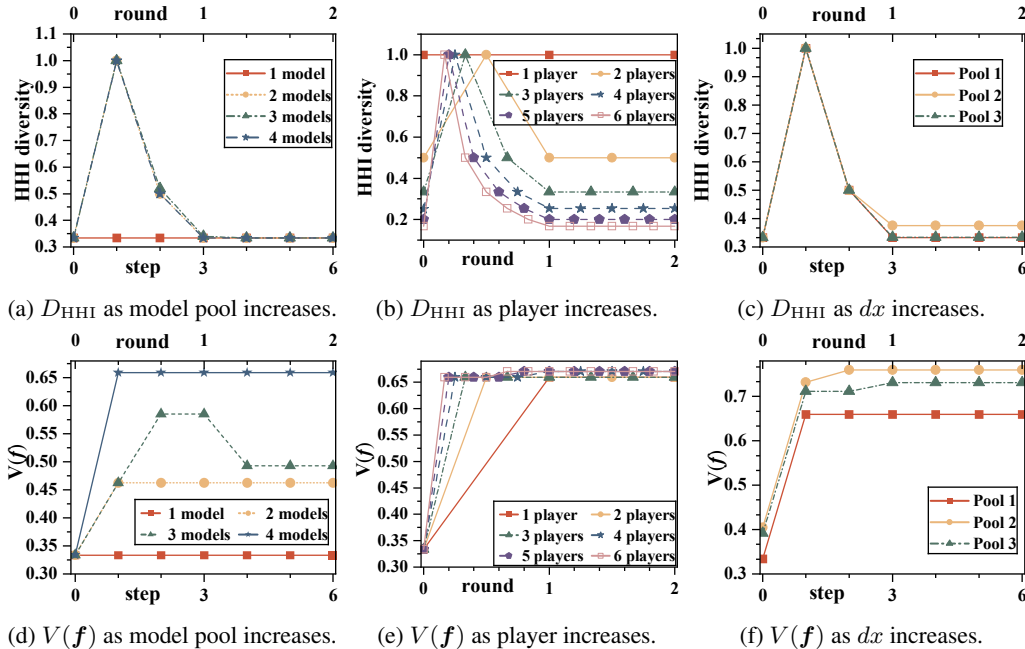 0 1 2
round
HHI diversity
1.0
0.9
0.8
0.7
0.6
0.5
0.4
0.3
1 model
2 models
3 models
4 models
0 3 6
step
(a) D_HHI as model pool increases.
HHI diversity
1.0
0.8
0.6
0.4
0.2
1 player 2 players
3 players 4 players
5 players 6 players
0 1 2
round
(b) D_HHI as player increases.
0 1 2
round
HHI diversity
1.0
0.9
0.8
0.7
0.6
0.5
0.4
0.3
Pool 1
Pool 2
Pool 3
0 3 6
step
(c) D_HHI as dx increases.
0 1 2
round
V(f)
0.65
0.60
0.55
0.50
0.45
0.40
0.35
0.30
1 model 2 models
3 models 4 models
0 3 6
step
(d) V(f) as model pool increases.
V(f)
0.65
0.60
0.55
0.50
0.45
0.40
0.35
0.30
1 player 2 players
3 players 4 players
5 players 6 players
0 1 2
round
(e) V(f) as player increases.
0 1 2
round
V(f)
0.7
0.6
0.5
0.4
0.3
Pool 1
Pool 2
Pool 3
0 3 6
step
(f) V(f) as dx increases.